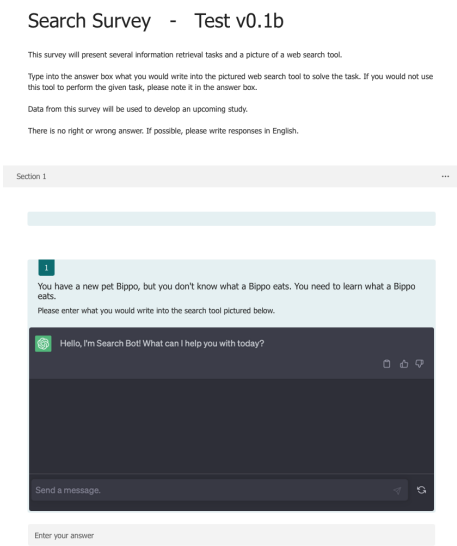 Search Survey - Test v0.1b
This survey will present several information retrieval tasks and a picture of a web search tool.
Type into the answer box what you would write into the pictured web search tool to solve the task. If you would not use
this tool to perform the given task, please note it in the answer box.
Data from this survey will be used to develop an upcoming study.
There is no right or wrong answer. If possible, please write responses in English.
Section 1
...
1
You have a new pet Bippo, but you don't know what a Bippo eats. You need to learn what a Bippo
eats.
Please enter what you would write into the search tool pictured below.
Hello, I'm Search Bot! What can I help you with today?
Send a message.
Enter your answer